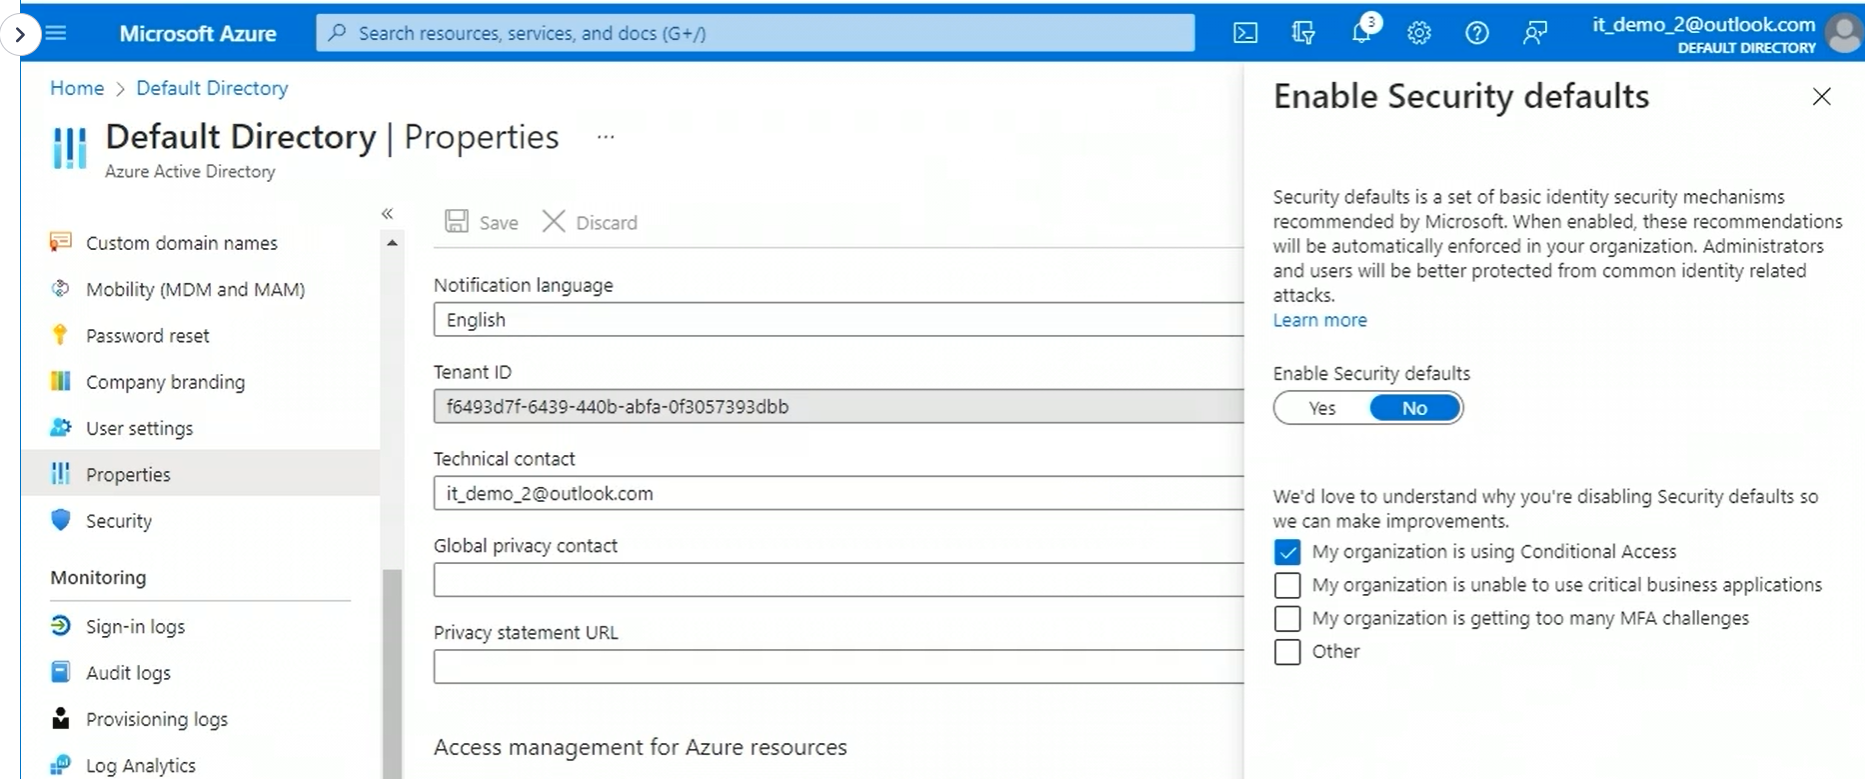 Microsoft Azure
Search resources, services, and docs (G+/)
3
it_demo_2@outlook.com
DEFAULT DIRECTORY
Home > Default Directory
Default Directory | Properties ...
Azure Active Directory
Custom domain names
Mobility (MDM and MAM)
Password reset
Company branding
User settings
Properties
Security
Monitoring
Sign-in logs
Audit logs
Provisioning logs
Log Analytics
Save Discard
Notification language
English
Tenant ID
f6493d7f-6439-440b-abfa-0f3057393dbb
Technical contact
it_demo_2@outlook.com
Global privacy contact
Privacy statement URL
Access management for Azure resources
Enable Security defaults
Security defaults is a set of basic identity security mechanisms
recommended by Microsoft. When enabled, these recommendations
will be automatically enforced in your organization. Administrators
and users will be better protected from common identity related
attacks.
Learn more
Enable Security defaults
Yes No
We'd love to understand why you're disabling Security defaults so
we can make improvements.
My organization is using Conditional Access
My organization is unable to use critical business applications
My organization is getting too many MFA challenges
Other